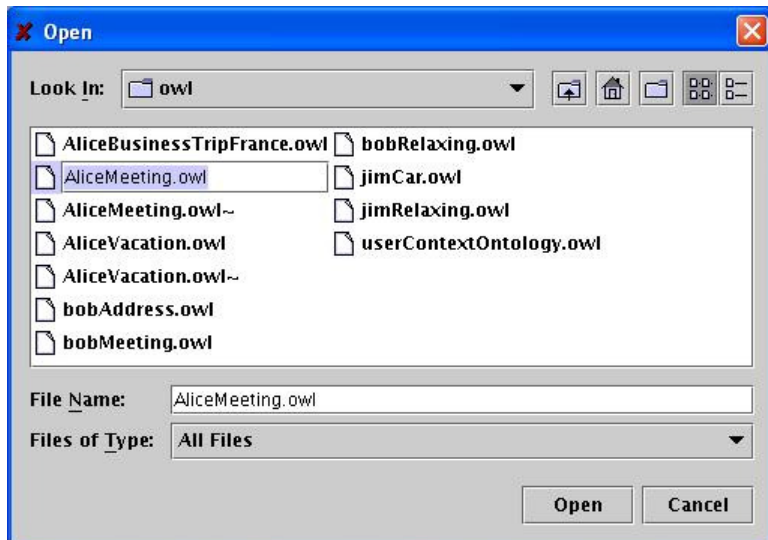 Open
Look In: owl
AliceBusinessTripFrance.owl
AliceMeeting.owl
AliceMeeting.owl~
AliceVacation.owl
AliceVacation.owl~
bobAddress.owl
bobMeeting.owl
bobRelaxing.owl
jimCar.owl
jimRelaxing.owl
userContextOntology.owl
File Name: AliceMeeting.owl
Files of Type: All Files
Open Cancel